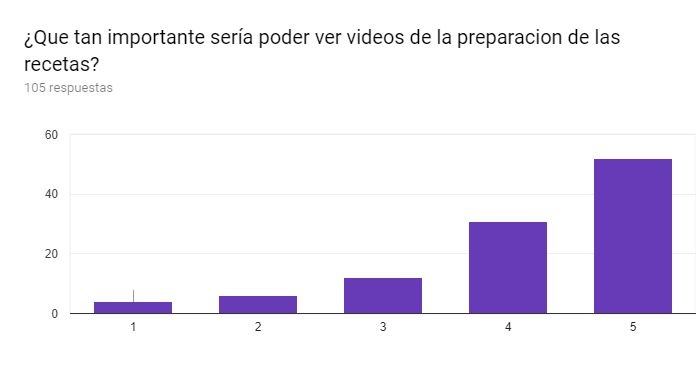 ¿Que tan importante sería poder ver videos de la preparacion de las
recetas?
105 respuestas
60
40
20
0
1 2 3 4 5